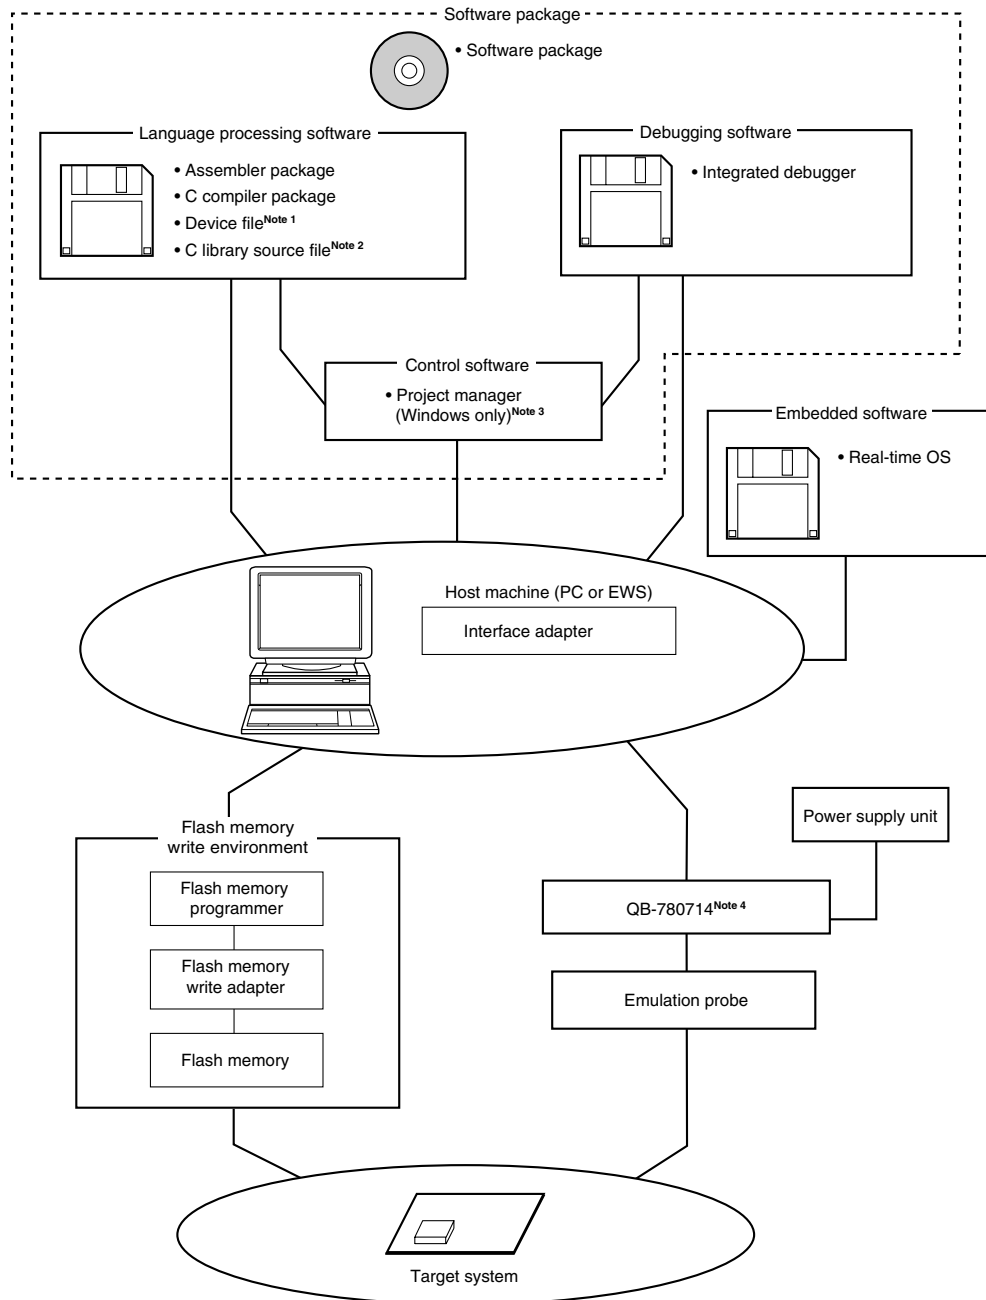 Software package
• Software package
Language processing software
• Assembler package
• C compiler package
• Device fileNote 1
• C library source fileNote 2
Debugging software
• Integrated debugger
Control software
• Project manager
(Windows only)Note 3
Embedded software
• Real-time OS
Host machine (PC or EWS)
Interface adapter
Flash memory
write environment
Flash memory
programmer
Flash memory
write adapter
Flash memory
Power supply unit
QB-780714Note 4
Emulation probe
Target system